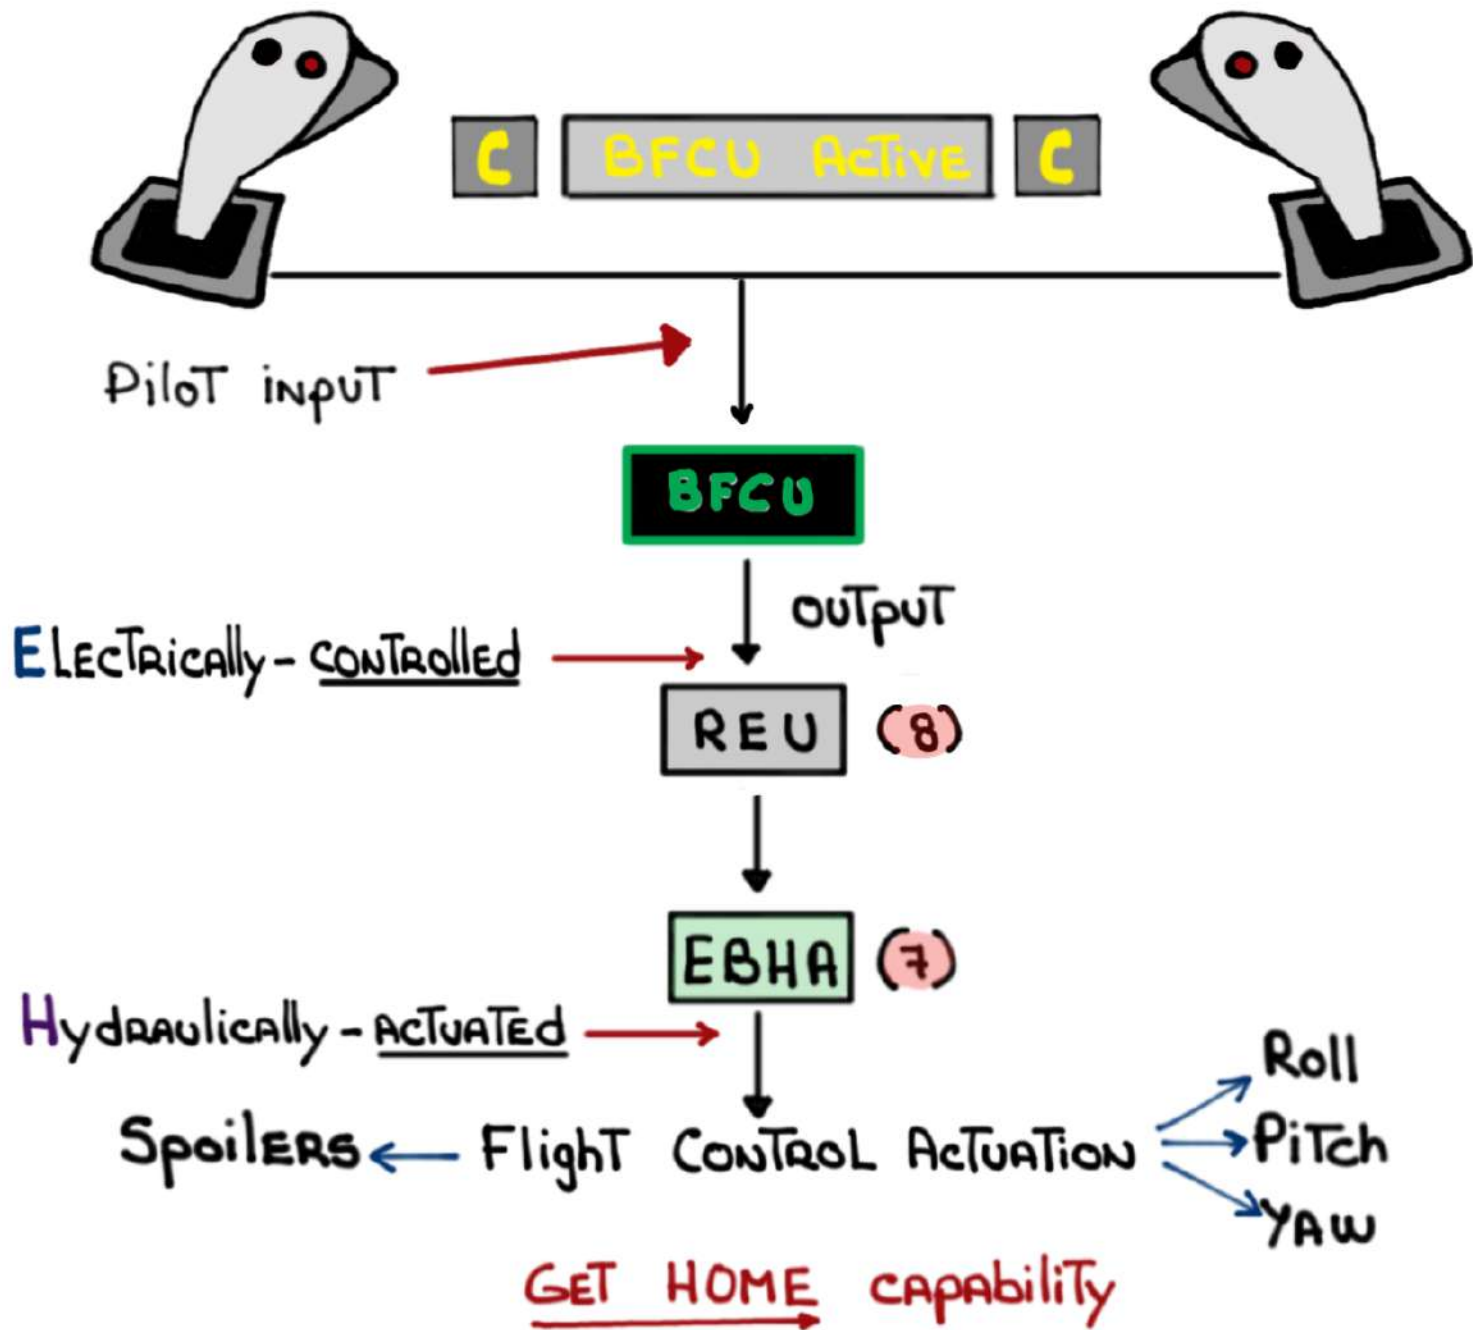 C BFCU ACTIVE C
PiloT inpuT
BFCU
OUTPUT
Electrically - controlled
REU (8)
EBHA (7)
Hydraulically - ACTUATED
Roll
Spoilers Flight Control Actuation Pitch
Yaw
GET HOME capability